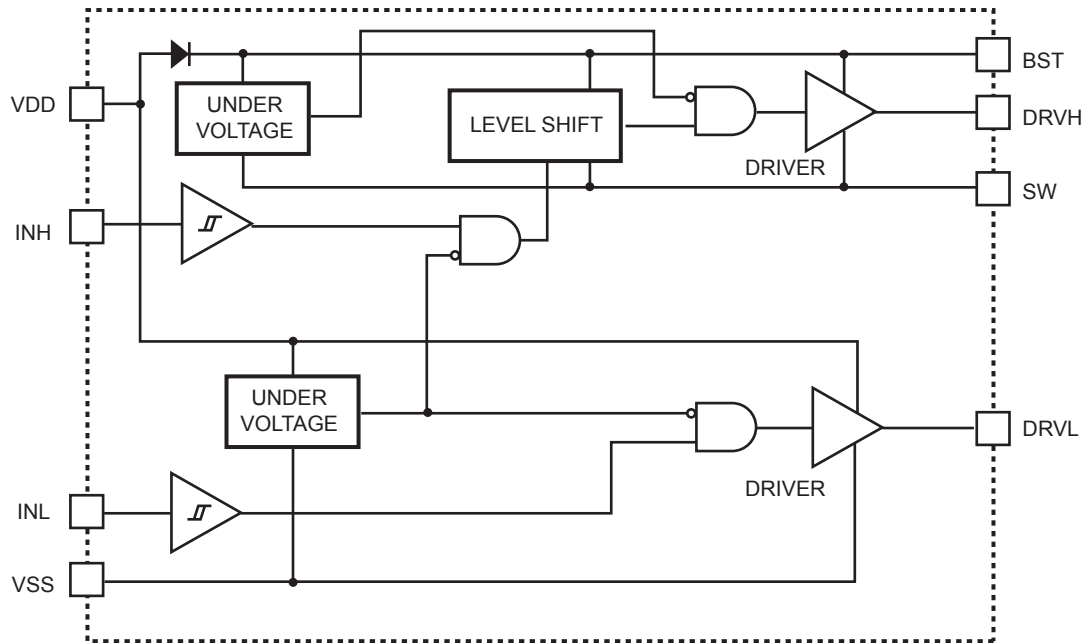 BST
VDD
UNDER
VOLTAGE
LEVEL SHIFT
DRVH
DRIVER
SW
INH
UNDER
VOLTAGE
DRVL
DRIVER
INL
VSS